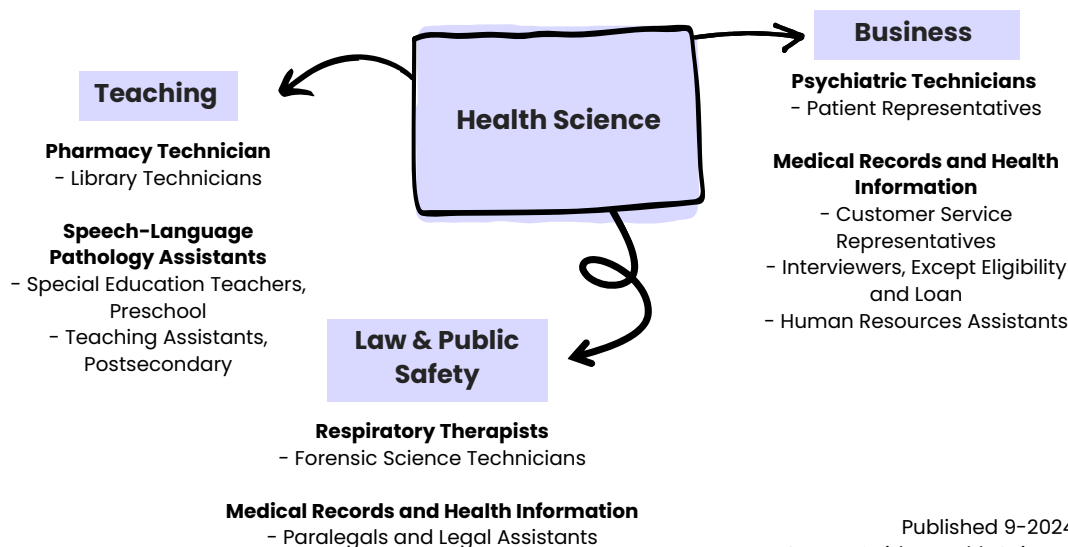 Health Science
Teaching
Pharmacy Technician
- Library Technicians
Speech-Language
Pathology Assistants
- Special Education Teachers,
Preschool
- Teaching Assistants,
Postsecondary
Business
Psychiatric Technicians
- Patient Representatives
Medical Records and Health
Information
- Customer Service
Representatives
- Interviewers, Except Eligibility
and Loan
- Human Resources Assistants
Law & Public
Safety
Respiratory Therapists
- Forensic Science Technicians
Medical Records and Health Information
- Paralegals and Legal Assistants
Published 9-2024